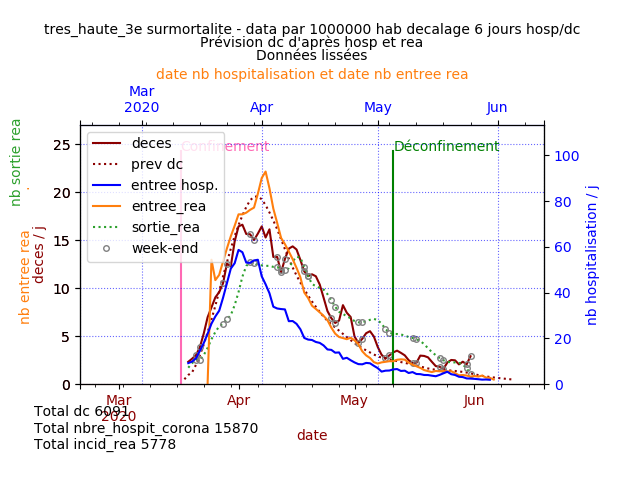 tres_haute_3e surmortalite - data par 1000000 hab decalage 6 jours hosp/dc
Prévision dc d'après hosp et rea
Données lissées
date nb hospitalisation et date nb entree rea
Mar
2020
Apr
May
Jun
nb sortie rea
nb entree rea
deces / j
nb hospitalisation / j
25
20
15
10
5
0
100
80
60
40
20
0
deces
prev dc
entree hosp.
entree_rea
sortie_rea
week-end
Confinement
Déconfinement
Mar
2020
Apr
May
Jun
date
Total dc 6091
Total nbre_hospit_corona 15870
Total incid_rea 5778